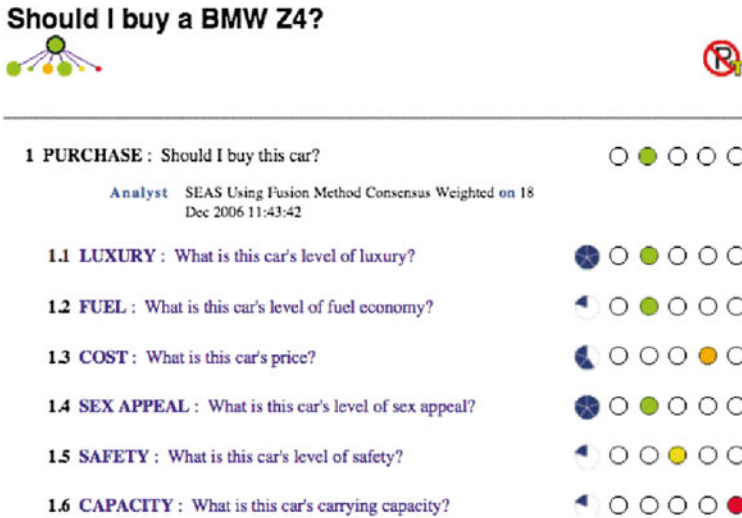 Should I buy a BMW Z4?
1 PURCHASE : Should I buy this car?
Analyst SEAS Using Fusion Method Consensus Weighted on 18
Dec 2006 11:43:42
1.1 LUXURY : What is this car's level of luxury?
1.2 FUEL : What is this car's level of fuel economy?
1.3 COST : What is this car's price?
1.4 SEX APPEAL : What is this car's level of sex appeal?
1.5 SAFETY : What is this car's level of safety?
1.6 CAPACITY : What is this car's carrying capacity?